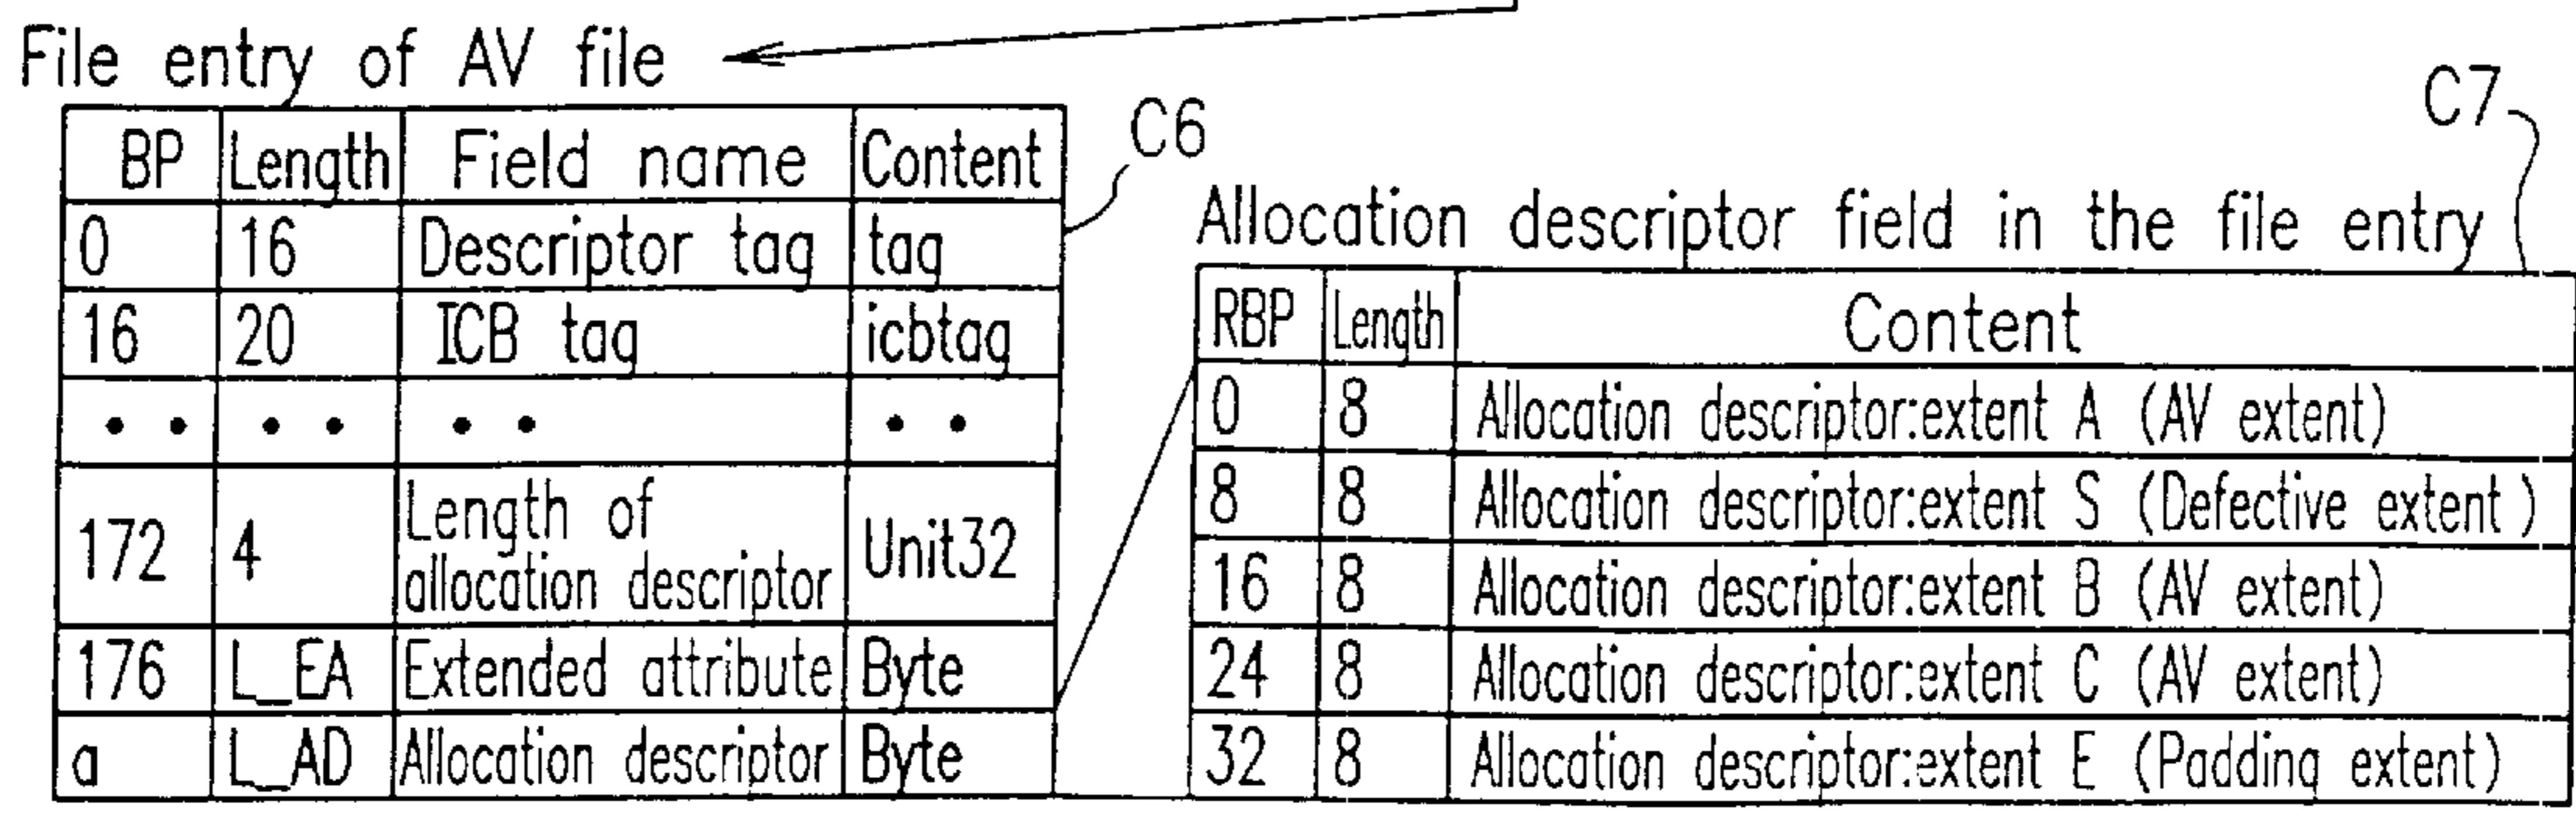 File entry of AV file
C6
BP Length Field name Content
0 16 Descriptor tag tag
16 20 ICB tag icbtag
• • • • • • • •
172 4 Length of allocation descriptor Unit32
176 L_EA Extended attribute Byte
a L_AD Allocation descriptor Byte
C7
Allocation descriptor field in the file entry
RBP Length Content
0 8 Allocation descriptor:extent A (AV extent)
8 8 Allocation descriptor:extent S (Defective extent)
16 8 Allocation descriptor:extent B (AV extent)
24 8 Allocation descriptor:extent C (AV extent)
32 8 Allocation descriptor:extent E (Padding extent)